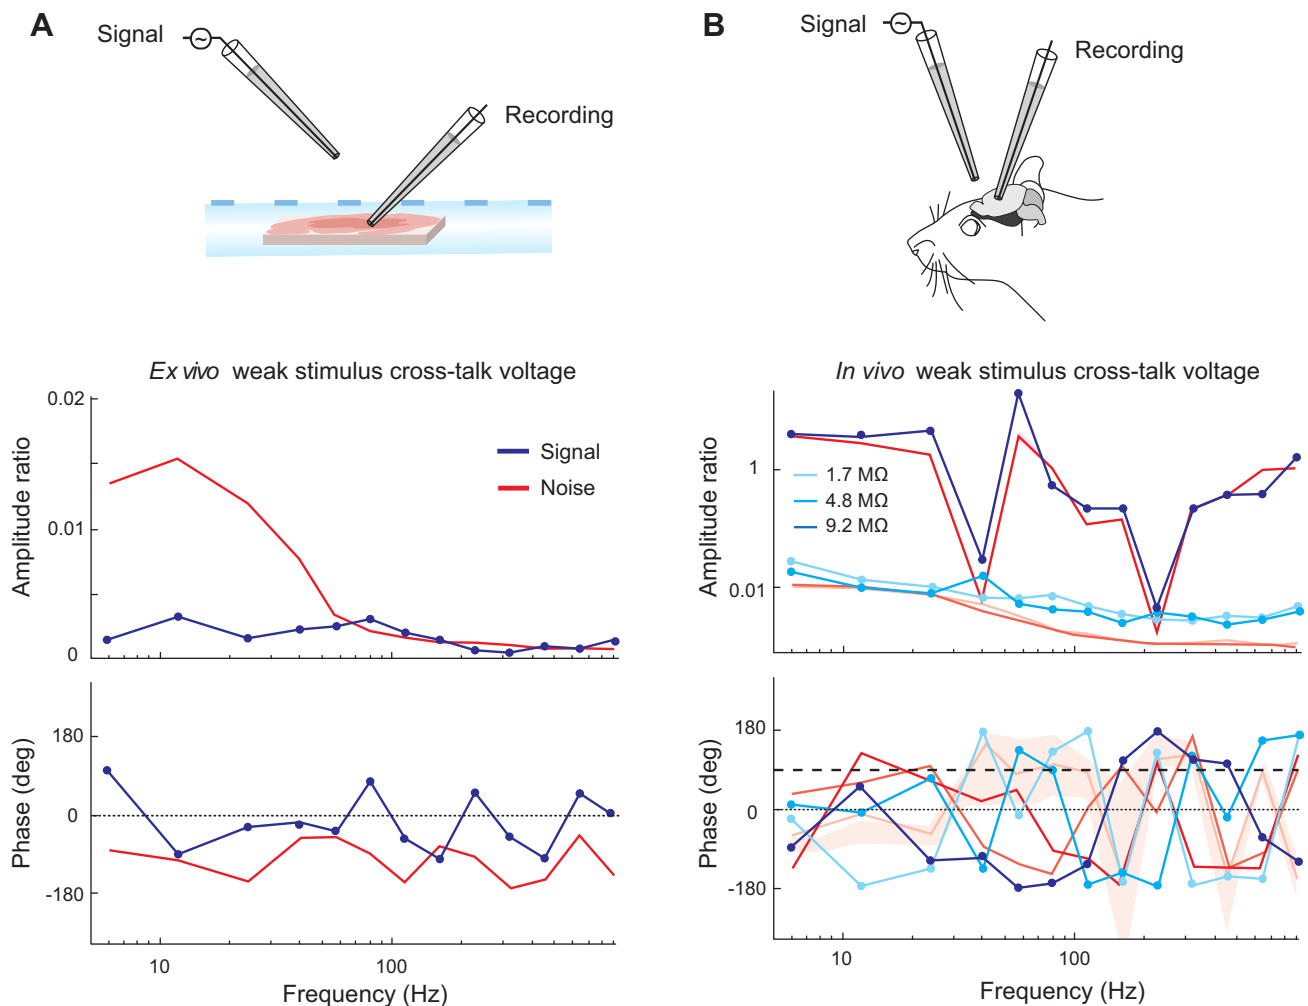 A
Signal
~
Recording
Ex vivo weak stimulus cross-talk voltage
Amplitude ratio
0.02
0.01
0
Signal
Noise
Phase (deg)
180
0
-180
10
100
Frequency (Hz)
B
Signal
~
Recording
In vivo weak stimulus cross-talk voltage
Amplitude ratio
1
0.01
1.7 MΩ
4.8 MΩ
9.2 MΩ
Phase (deg)
180
0
-180
10
100
Frequency (Hz)